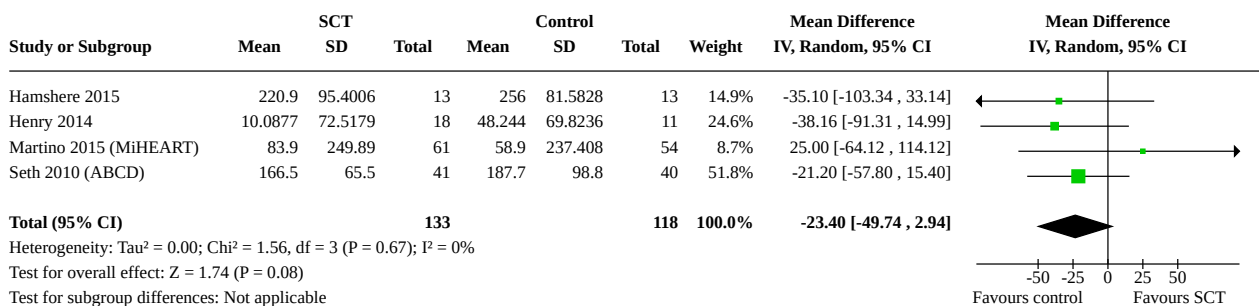 SCT Control Mean Difference Mean Difference
Study or Subgroup Mean SD Total Mean SD Total Weight IV, Random, 95% CI IV, Random, 95% CI
Hamshere 2015 220.9 95.4006 13 256 81.5828 13 14.9% -35.10 [-103.34 , 33.14]
Henry 2014 10.0877 72.5179 18 48.244 69.8236 11 24.6% -38.16 [-91.31 , 14.99]
Martino 2015 (MiHEART) 83.9 249.89 61 58.9 237.408 54 8.7% 25.00 [-64.12 , 114.12]
Seth 2010 (ABCD) 166.5 65.5 41 187.7 98.8 40 51.8% -21.20 [-57.80 , 15.40]
Total (95% CI) 133 118 100.0% -23.40 [-49.74 , 2.94]
Heterogeneity: Tau² = 0.00; Chi² = 1.56, df = 3 (P = 0.67); I² = 0%
Test for overall effect: Z = 1.74 (P = 0.08) -50 -25 0 25 50
Test for subgroup differences: Not applicable Favours control Favours SCT